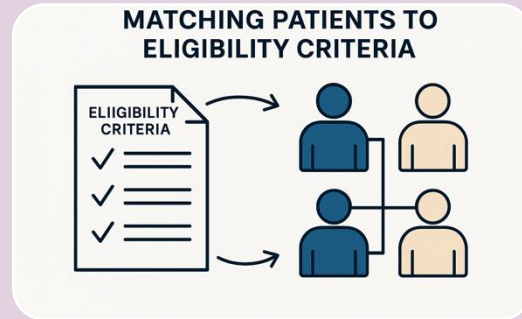 MATCHING PATIENTS TO
ELIGIBILITY CRITERIA
ELIIGIBILITY
CRITERIA